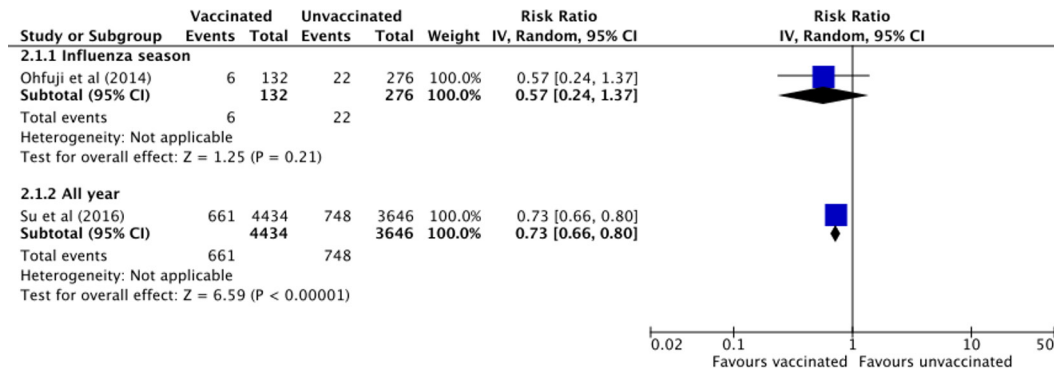 Vaccinated Unvaccinated Risk Ratio Risk Ratio
Study or Subgroup Events Total Events Total Weight IV, Random, 95% CI IV, Random, 95% CI
2.1.1 Influenza season
Ohfuji et al (2014) 6 132 22 276 100.0% 0.57 [0.24, 1.37]
Subtotal (95% CI) 132 276 100.0% 0.57 [0.24, 1.37]
Total events 6 22
Heterogeneity: Not applicable
Test for overall effect: Z = 1.25 (P = 0.21)
2.1.2 All year
Su et al (2016) 661 4434 748 3646 100.0% 0.73 [0.66, 0.80]
Subtotal (95% CI) 4434 3646 100.0% 0.73 [0.66, 0.80]
Total events 661 748
Heterogeneity: Not applicable
Test for overall effect: Z = 6.59 (P < 0.00001)
0.02 0.1 1 10 50
Favours vaccinated Favours unvaccinated